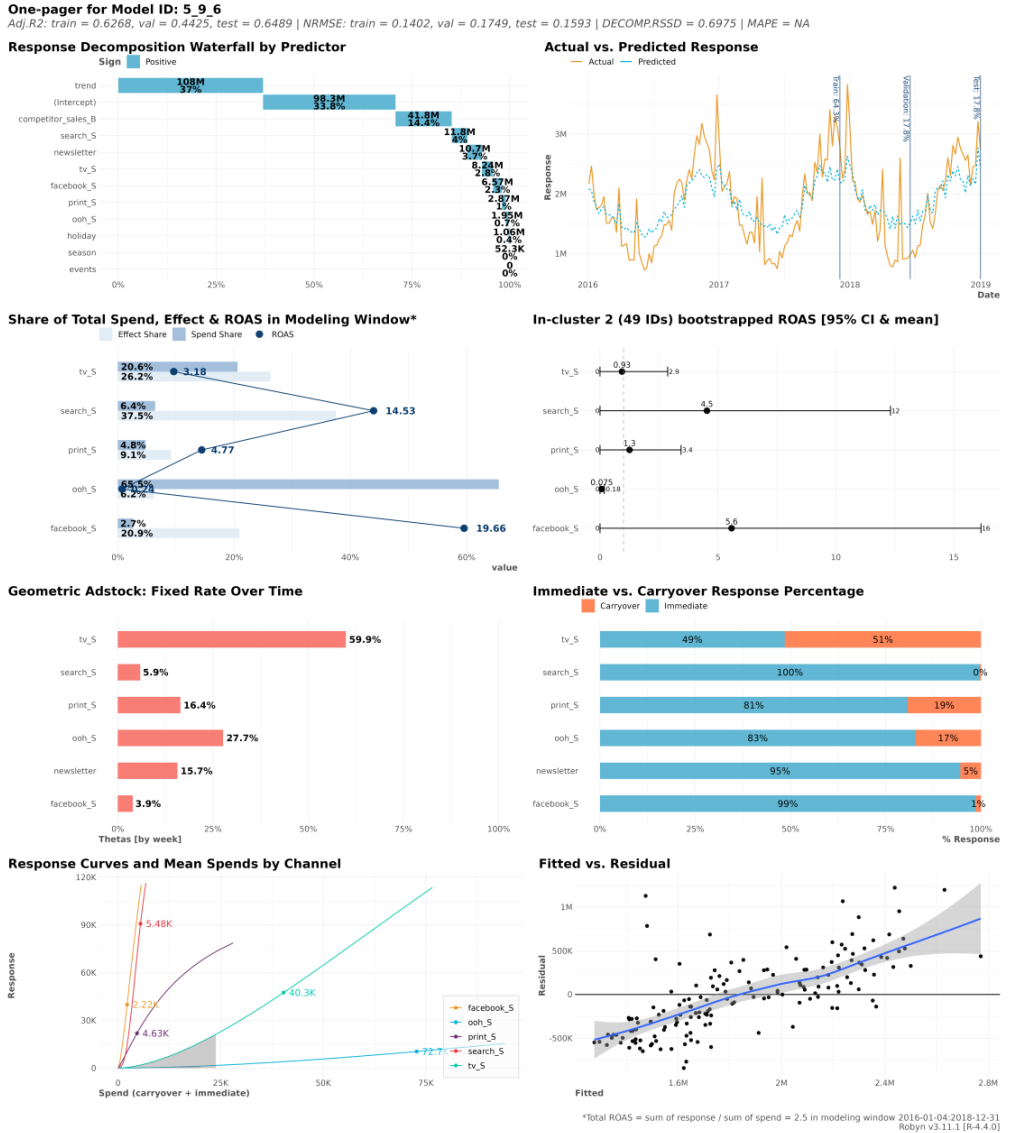 One-pager for Model ID: 5_9_6
Adj.R2: train = 0.6268, val = 0.4425, test = 0.6489 | NRMSE: train = 0.1402, val = 0.1749, test = 0.1593 | DECOMP.RSSD = 0.6975 | MAPE = NA
Response Decomposition Waterfall by Predictor
Sign Positive
trend 108M 37%
(Intercept) 98.3M 33.8%
competitor_sales_B 41.8M 14.4%
search_S 11.8M 4%
newsletter 10.7M 3.7%
tv_S 8.24M 2.8%
facebook_S 6.57M 2.3%
print_S 2.87M 1%
ooh_S 1.95M 0.7%
holiday 1.06M 0.4%
season 52.3K 0%
events 0 0%
0% 25% 50% 75% 100%
Actual vs. Predicted Response
Actual Predicted
Train: 64.3%
Validation: 17.8%
Test: 17.8%
3M
2M
1M
Response
2016 2017 2018 2019
Date
Share of Total Spend, Effect & ROAS in Modeling Window*
Effect Share Spend Share ROAS
tv_S 20.6% 26.2% 3.18
search_S 6.4% 37.5% 14.53
print_S 4.8% 9.1% 4.77
ooh_S 65.5% 6.2% 0.24
facebook_S 2.7% 20.9% 19.66
0% 20% 40% 60%
value
In-cluster 2 (49 IDs) bootstrapped ROAS [95% CI & mean]
tv_S 0 0.93 2.9
search_S 0 4.5 12
print_S 0 1.3 3.4
ooh_S 0 0.075 0.18
facebook_S 0 5.6 16
0 5 10 15
Geometric Adstock: Fixed Rate Over Time
tv_S 59.9%
search_S 5.9%
print_S 16.4%
ooh_S 27.7%
newsletter 15.7%
facebook_S 3.9%
0% 25% 50% 75% 100%
Thetas [by week]
Immediate vs. Carryover Response Percentage
Carryover Immediate
tv_S 49% 51%
search_S 100% 0%
print_S 81% 19%
ooh_S 83% 17%
newsletter 95% 5%
facebook_S 99% 1%
0% 25% 50% 75% 100%
% Response
Response Curves and Mean Spends by Channel
120K
90K
60K
30K
0
Response
5.48K
2.22K
4.63K
40.3K
72.7K
facebook_S
ooh_S
print_S
search_S
tv_S
0 25K 50K 75K
Spend (carryover + immediate)
Fitted vs. Residual
1M
500K
0
-500K
Residual
1.6M 2M 2.4M 2.8M
Fitted
*Total ROAS = sum of response / sum of spend = 2.5 in modeling window 2016-01-04:2018-12-31
Robyn v3.11.1 [R-4.4.0]